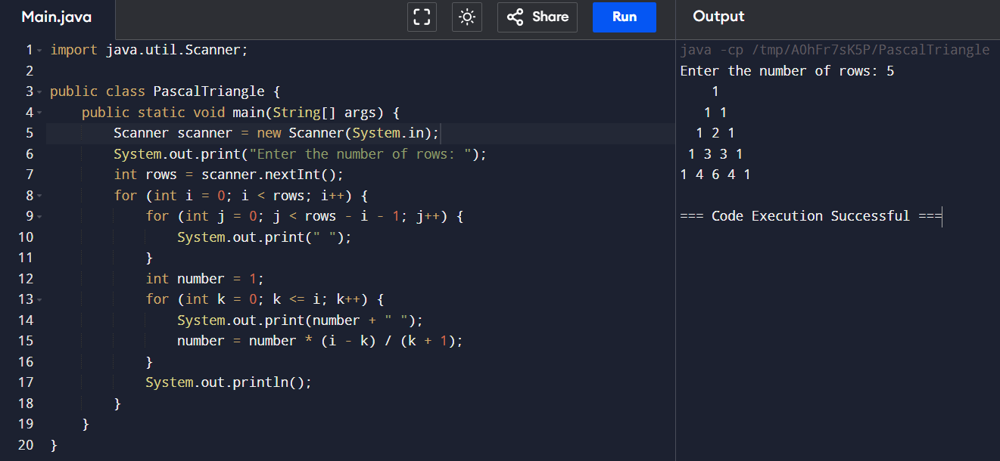 Main.java
Share
Run
Output
1 import java.util.Scanner;
2
3 public class PascalTriangle {
4     public static void main(String[] args) {
5         Scanner scanner = new Scanner(System.in);
6         System.out.print("Enter the number of rows: ");
7         int rows = scanner.nextInt();
8         for (int i = 0; i < rows; i++) {
9             for (int j = 0; j < rows - i - 1; j++) {
10                 System.out.print(" ");
11             }
12             int number = 1;
13             for (int k = 0; k <= i; k++) {
14                 System.out.print(number + " ");
15                 number = number * (i - k) / (k + 1);
16             }
17             System.out.println();
18         }
19     }
20 }
java -cp /tmp/A0hFr7sK5P/PascalTriangle
Enter the number of rows: 5
    1
   1 1
  1 2 1
 1 3 3 1
1 4 6 4 1
=== Code Execution Successful ===